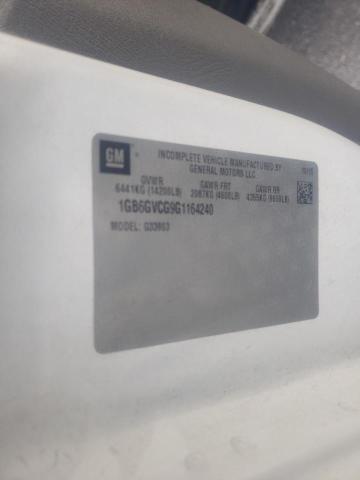 GM
INCOMPLETE VEHICLE MANUFACTURED BY
GENERAL MOTORS LLC
GVWR GAWR FRT GAWR RR
6441KG (14200LB) 2087KG (4600LB) 4355KG (9600LB)
1GB6GVCG9G1164240
MODEL: G33803